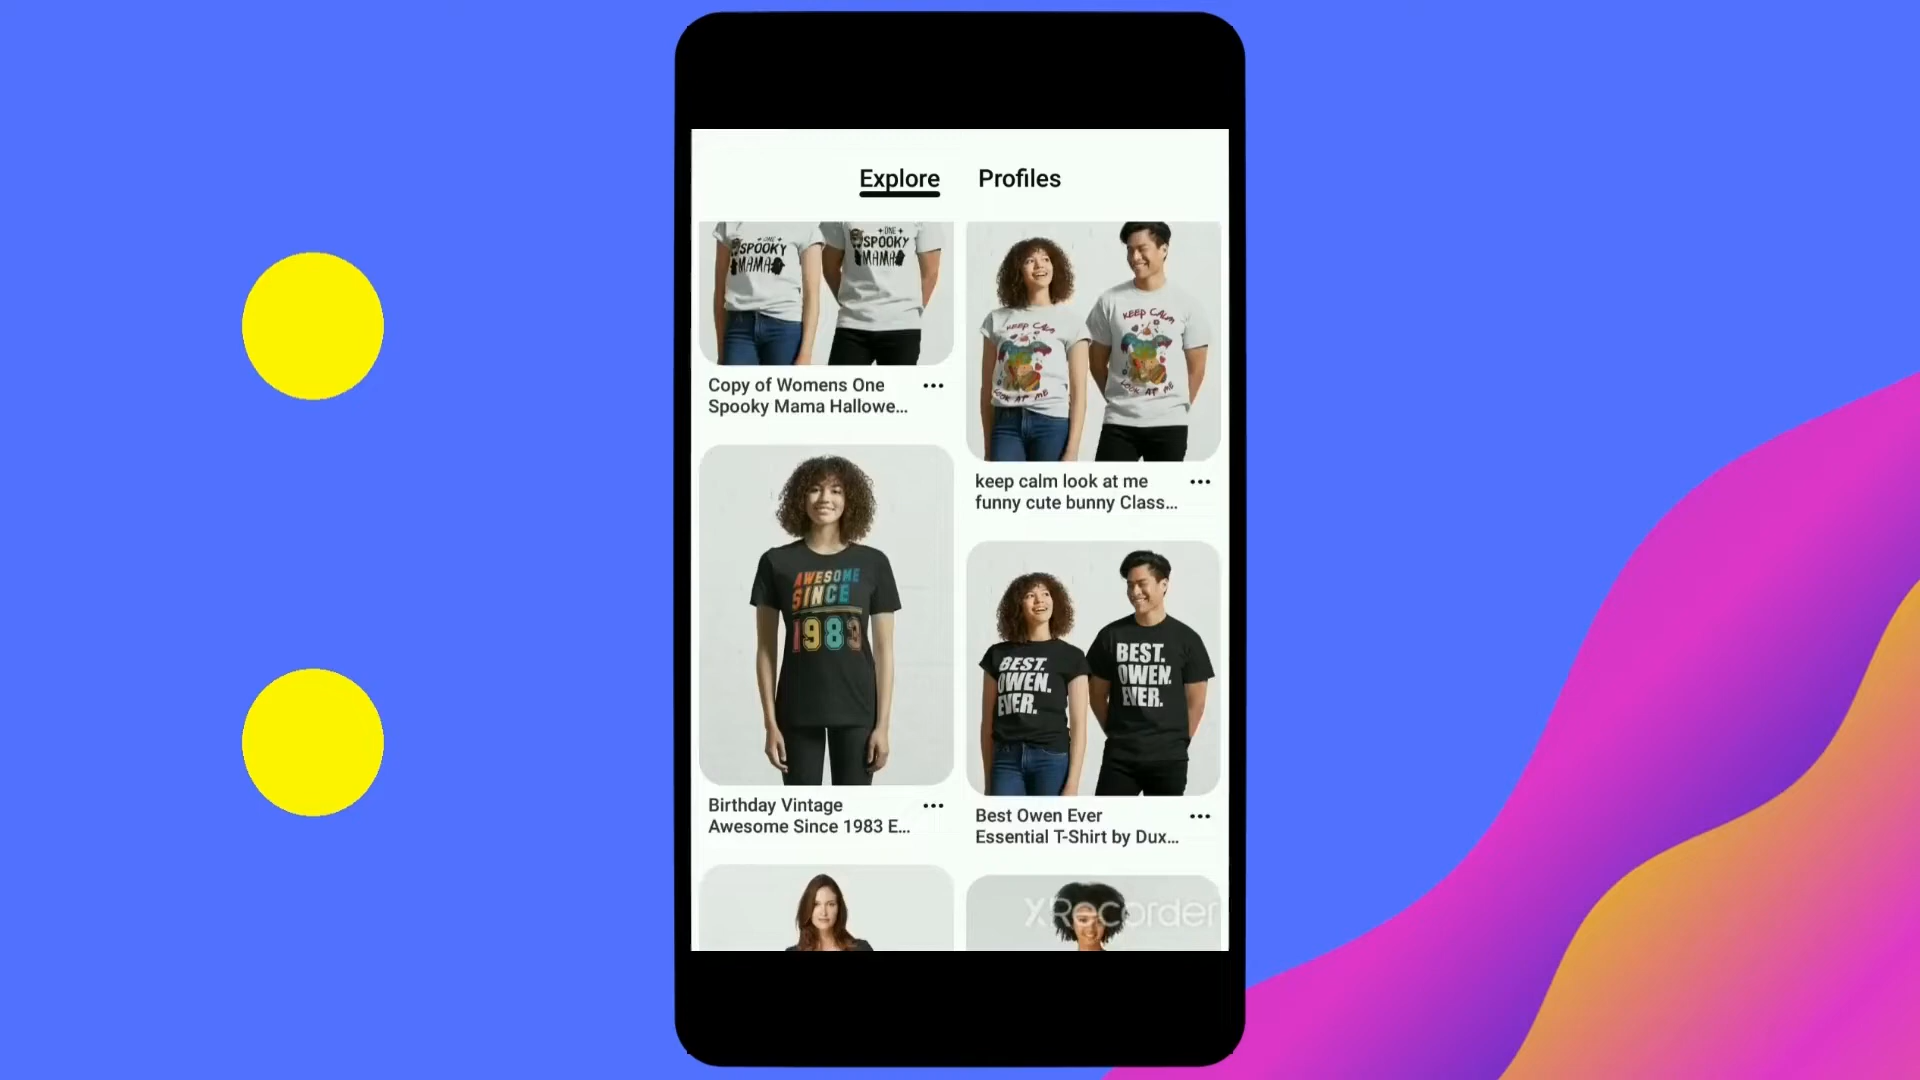 Explore Profiles
+ ONE +
SPOOKY
MAMA
+ ONE +
SPOOKY
MAMA
Copy of Womens One
Spooky Mama Hallowe...
KEEP CALM
LOOK AT ME
KEEP CALM
LOOK AT ME
keep calm look at me
funny cute bunny Class...
AWESOME
SINCE
1983
Birthday Vintage
Awesome Since 1983 E...
BEST.
OWEN.
EVER.
BEST.
OWEN.
EVER.
Best Owen Ever
Essential T-Shirt by Dux...
XRecorder